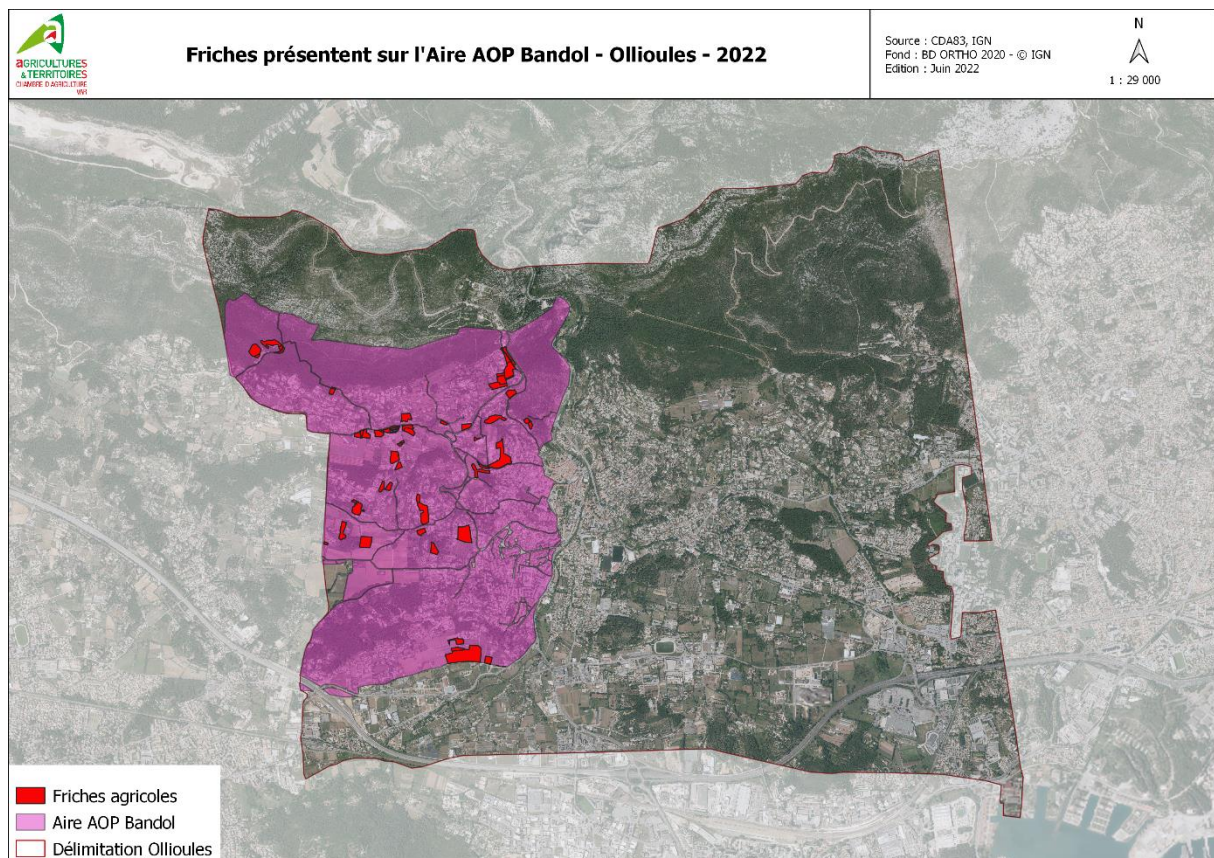 agRICULTURES
& TERRITOIRES
CHAMBRE D'AGRICULTURE
VAR
Friches présentent sur l'Aire AOP Bandol - Ollioules - 2022
Source : CDA83, IGN
Fond : BD ORTHO 2020 - © IGN
Edition : Juin 2022
N
1 : 29 000
Friches agricoles
Aire AOP Bandol
Délimitation Ollioules